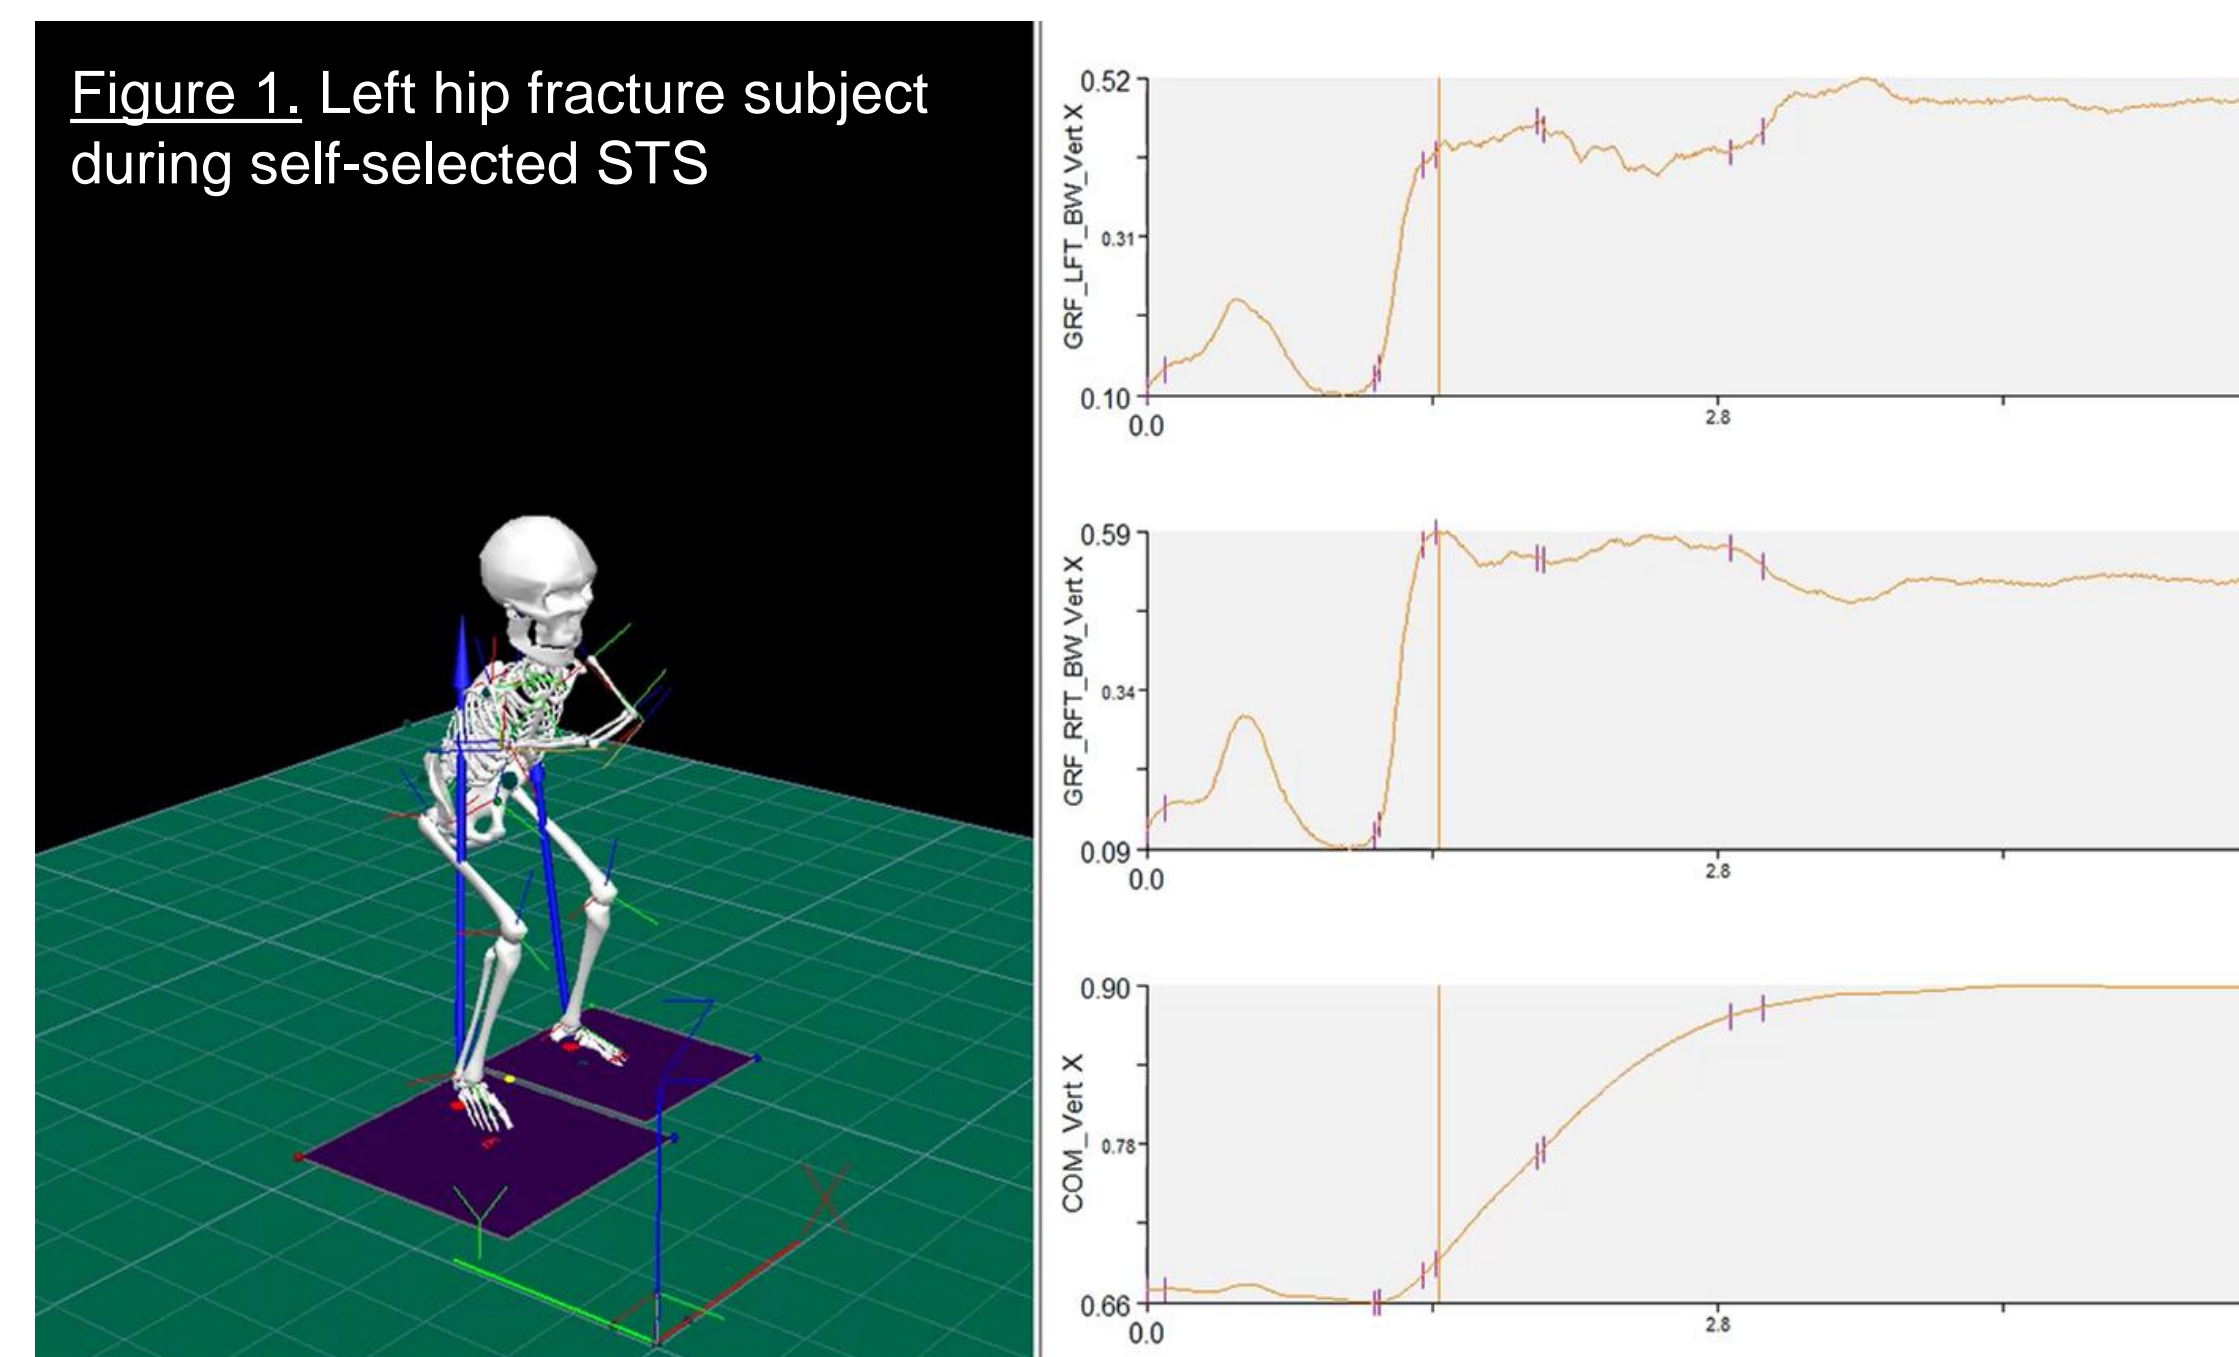 Figure 1. Left hip fracture subject
during self-selected STS
GRF_LFT_BW_Vert X
0.52
0.31
0.10
0.0
2.8
GRF_RFT_BW_Vert X
0.59
0.34
0.09
0.0
2.8
COM_Vert X
0.90
0.78
0.66
0.0
2.8
Z
X
Y